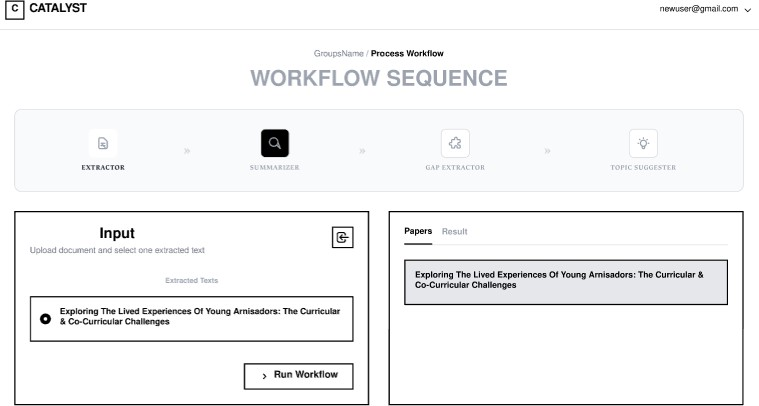 C CATALYST
newuser@gmail.com
GroupsName / Process Workflow
WORKFLOW SEQUENCE
EXTRACTOR
»
SUMMARIZER
»
GAP EXTRACTOR
»
TOPIC SUGGESTER
Input
Upload document and select one extracted text
Extracted Texts
Exploring The Lived Experiences Of Young Arnisadors: The Curricular
& Co-Curricular Challenges
> Run Workflow
Papers Result
Exploring The Lived Experiences Of Young Arnisadors: The Curricular &
Co-Curricular Challenges